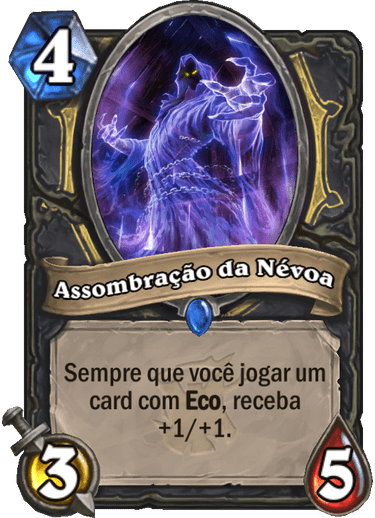 4
Assombração da Névoa
Sempre que você jogar um
card com Eco, receba
+1/+1.
3
5